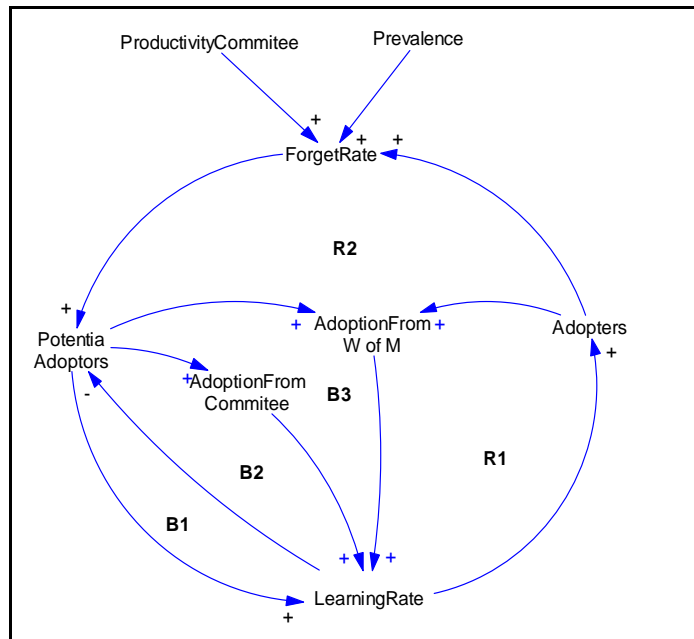 ProductivityCommitee
Prevalence
+
+ +
ForgetRate
R2
+
Potentia
Adoptors
-
+ AdoptionFrom +
W of M
Adopters
+
+AdoptionFrom
Commitee
B3
B2
R1
B1
+ +
LearningRate
+